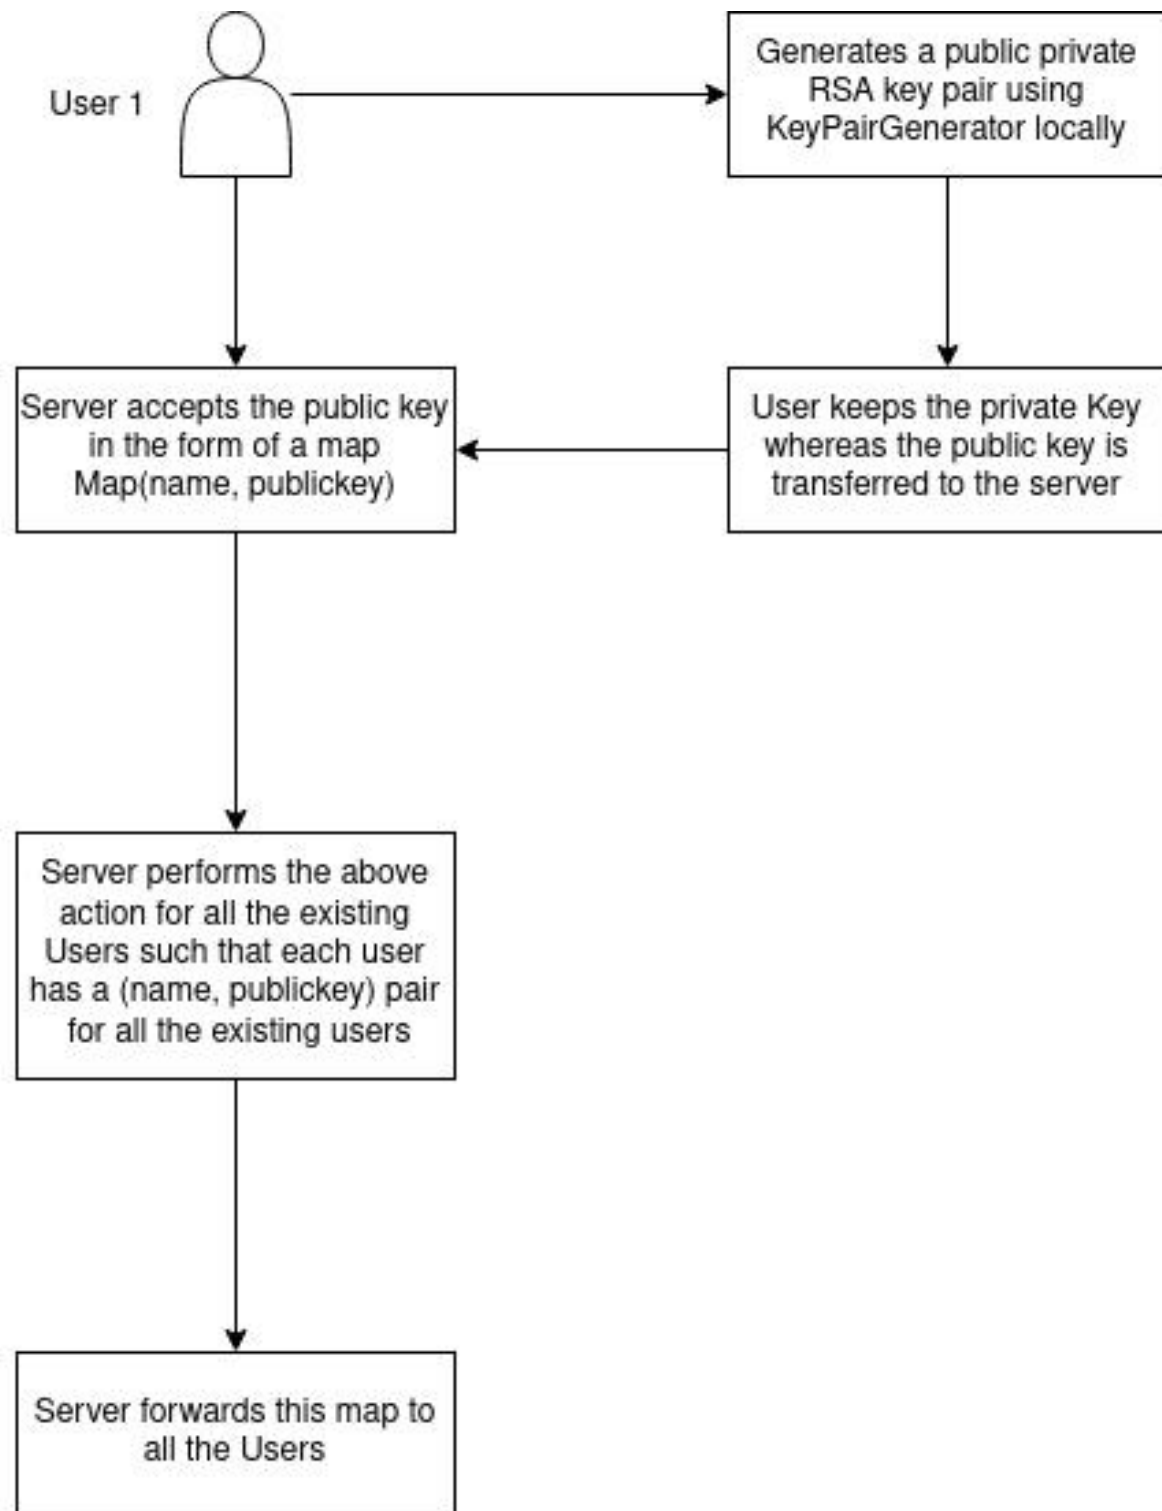 User 1
Generates a public private
RSA key pair using
KeyPairGenerator locally
Server accepts the public key
in the form of a map
Map(name, publickey)
User keeps the private Key
whereas the public key is
transferred to the server
Server performs the above
action for all the existing
Users such that each user
has a (name, publickey) pair
for all the existing users
Server forwards this map to
all the Users